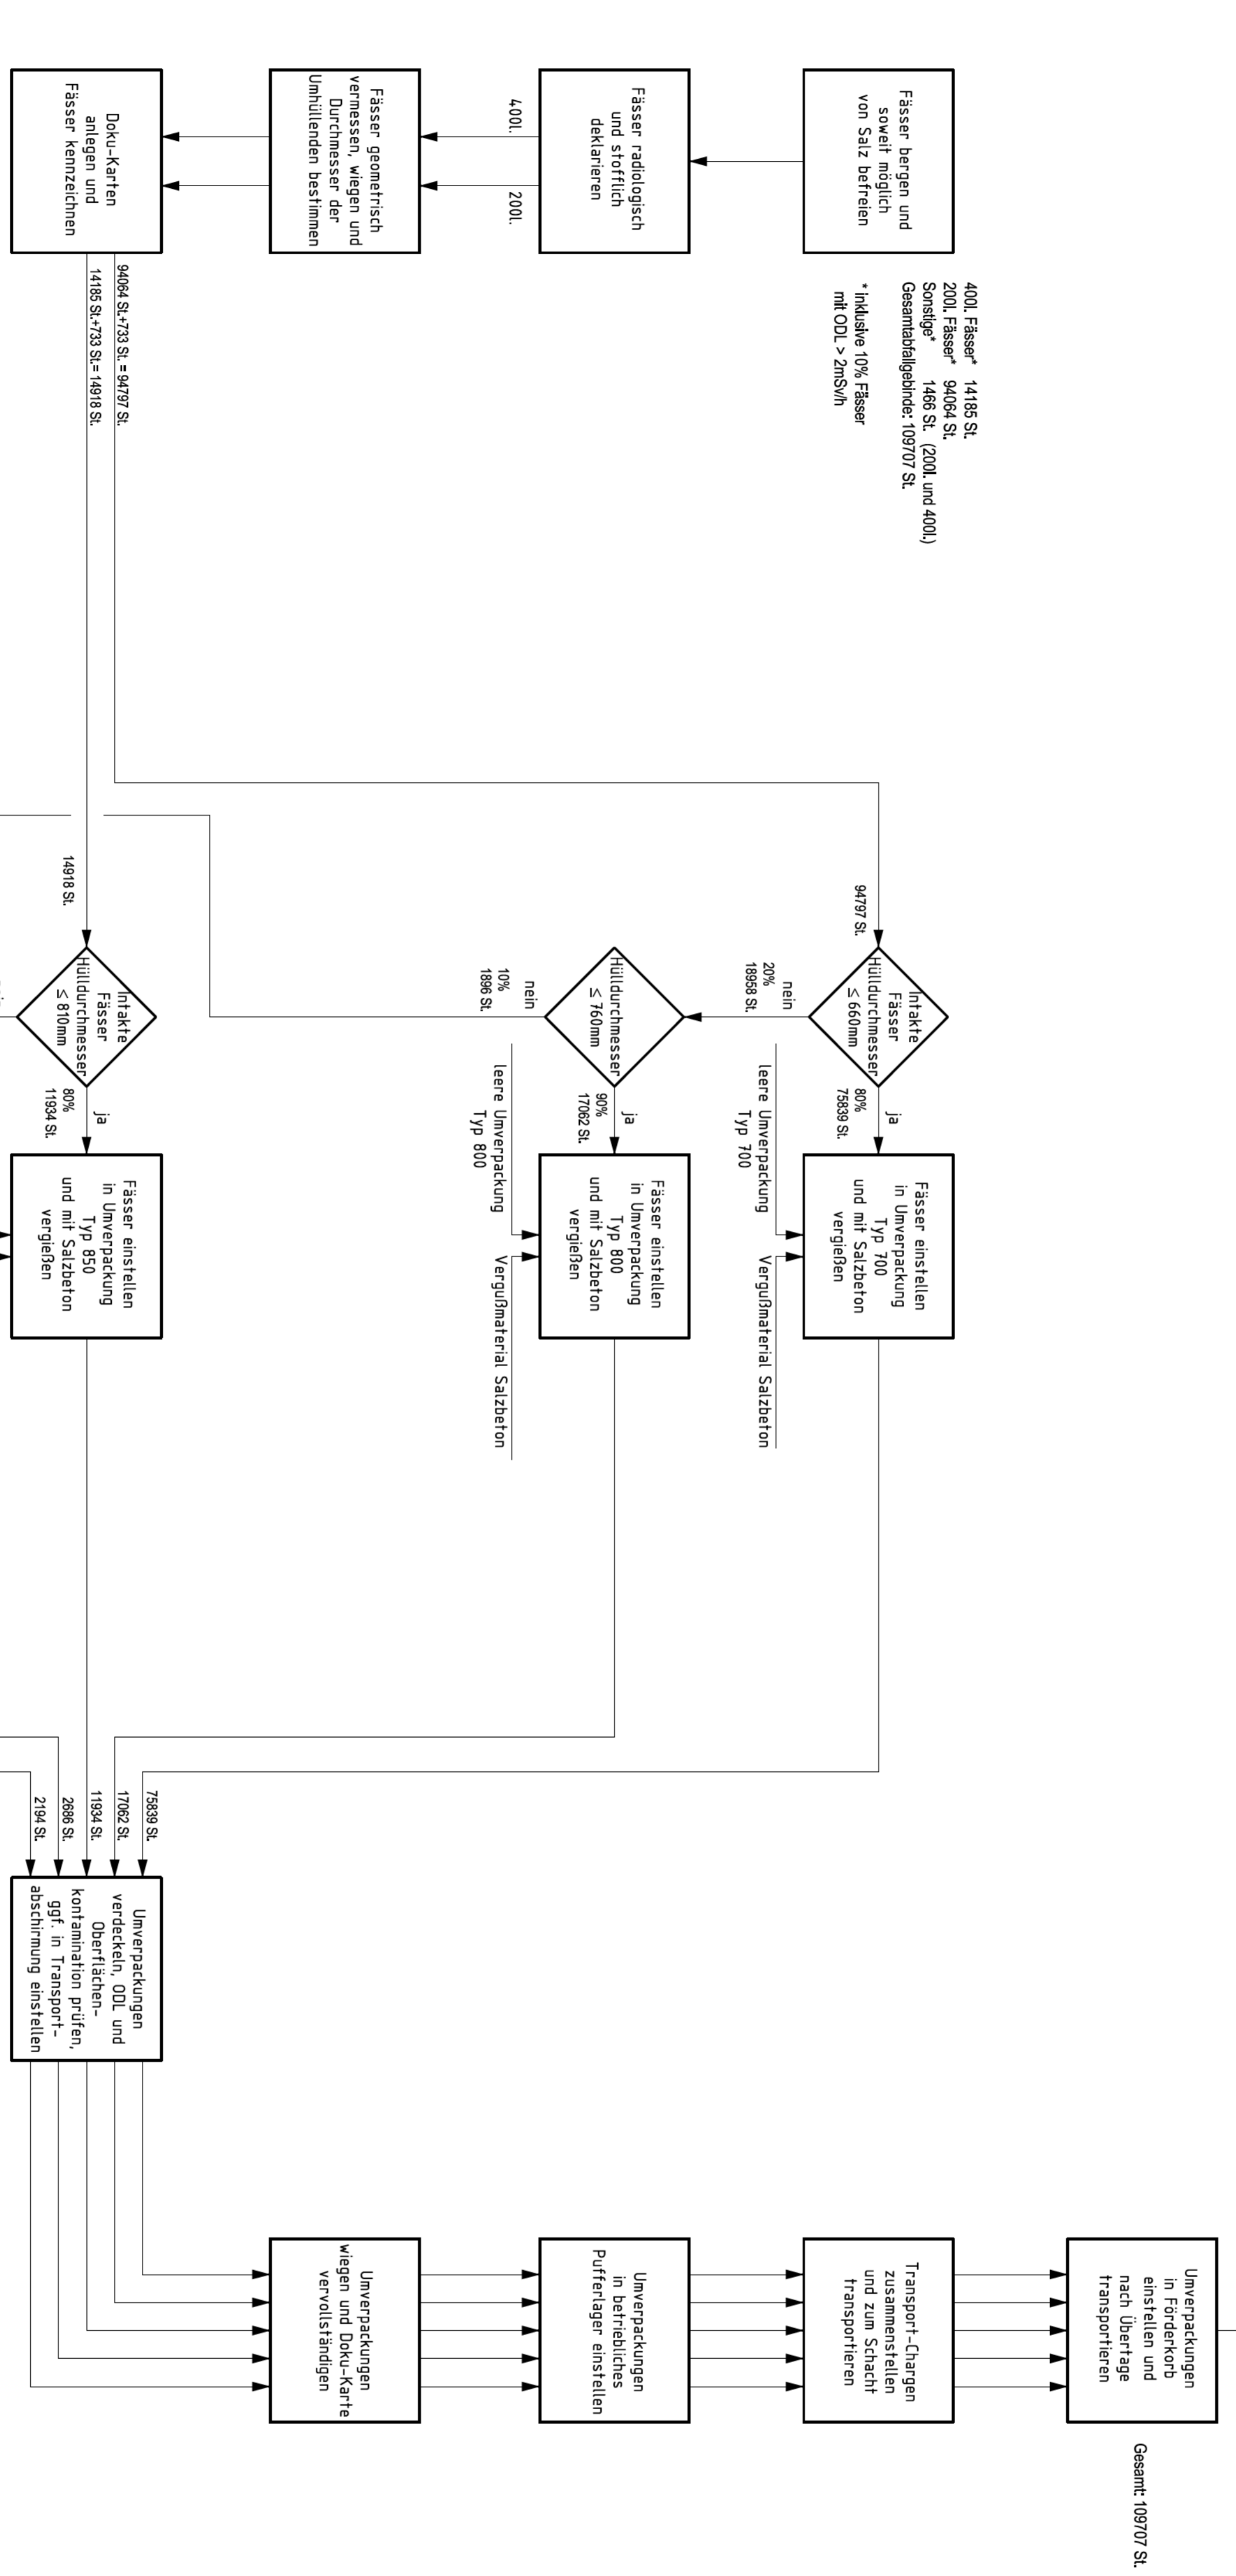 Fässer bergen und
soweit möglich
von Salz befreien
400l. Fässer* 14185 St.
200l. Fässer* 94064 St.
Sonstige* 1466 St. (200l. und 400l.)
Gesamtabfallgebinde: 109707 St.
* inklusive 10% Fässer
mit ODL > 2mSv/h
Fässer radiologisch
und stofflich
deklarieren
400l.
200l.
Fässer geometrisch
vermessen, wiegen und
Durchmesser der
Umhüllenden bestimmen
Doku-Karten
anlegen und
Fässer kennzeichnen
94064 St.+733 St. = 94797 St.
14185 St.+733 St.= 14918 St.
94797 St.
Intakte
Fässer
Hülldurchmesser
≤ 660mm
ja
80%
75839 St.
nein
20%
18958 St.
Fässer einstellen
in Umverpackung
Typ 700
und mit Salzbeton
vergießen
leere Umverpackung
Typ 700
Vergußmaterial Salzbeton
Hülldurchmesser
≤ 760mm
ja
90%
17062 St.
nein
10%
1896 St.
Fässer einstellen
in Umverpackung
Typ 800
und mit Salzbeton
vergießen
leere Umverpackung
Typ 800
Vergußmaterial Salzbeton
14918 St.
Intakte
Fässer
Hülldurchmesser
≤ 810mm
ja
80%
11934 St.
Fässer einstellen
in Umverpackung
Typ 850
und mit Salzbeton
vergießen
75839 St.
17062 St.
11934 St.
2686 St.
2194 St.
Umverpackungen
verdeckeln, ODL und
Oberflächen-
kontamination prüfen,
ggf. in Transport-
abschirmung einstellen
Umverpackungen
wiegen und Doku-Karte
vervollständigen
Umverpackungen
in betriebliches
Pufferlager einstellen
Transport-Chargen
zusammenstellen
und zum Schacht
transportieren
Umverpackungen
in Förderkorb
einstellen und
nach Übertage
transportieren
Gesamt: 109707 St.